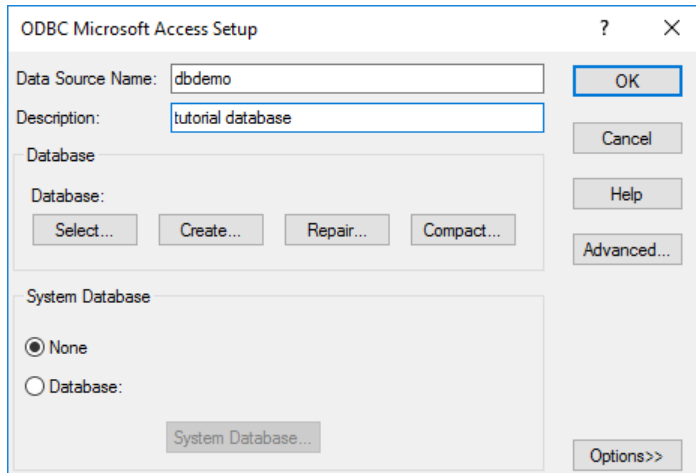 ODBC Microsoft Access Setup ?
Data Source Name: dbdemo OK
Description: tutorial database
Cancel
Database
Database:
Help
Select... Create... Repair... Compact...
Advanced...
System Database
None
Database:
System Database...
Options>>